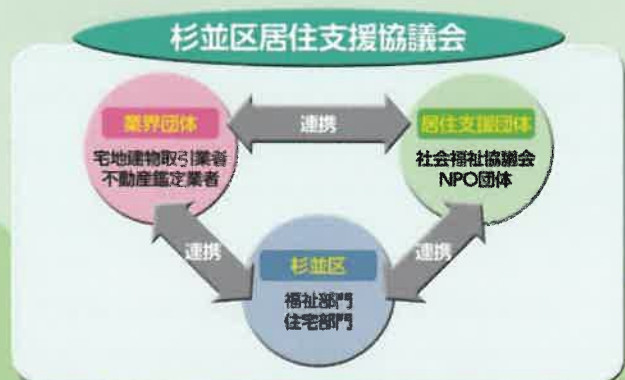 杉並区居住支援協議会
業界団体
宅地建物取引業者
不動産鑑定業者
連携
居住支援団体
社会福祉協議会
NPO団体
連携
連携
杉並区
福祉部門
住宅部門